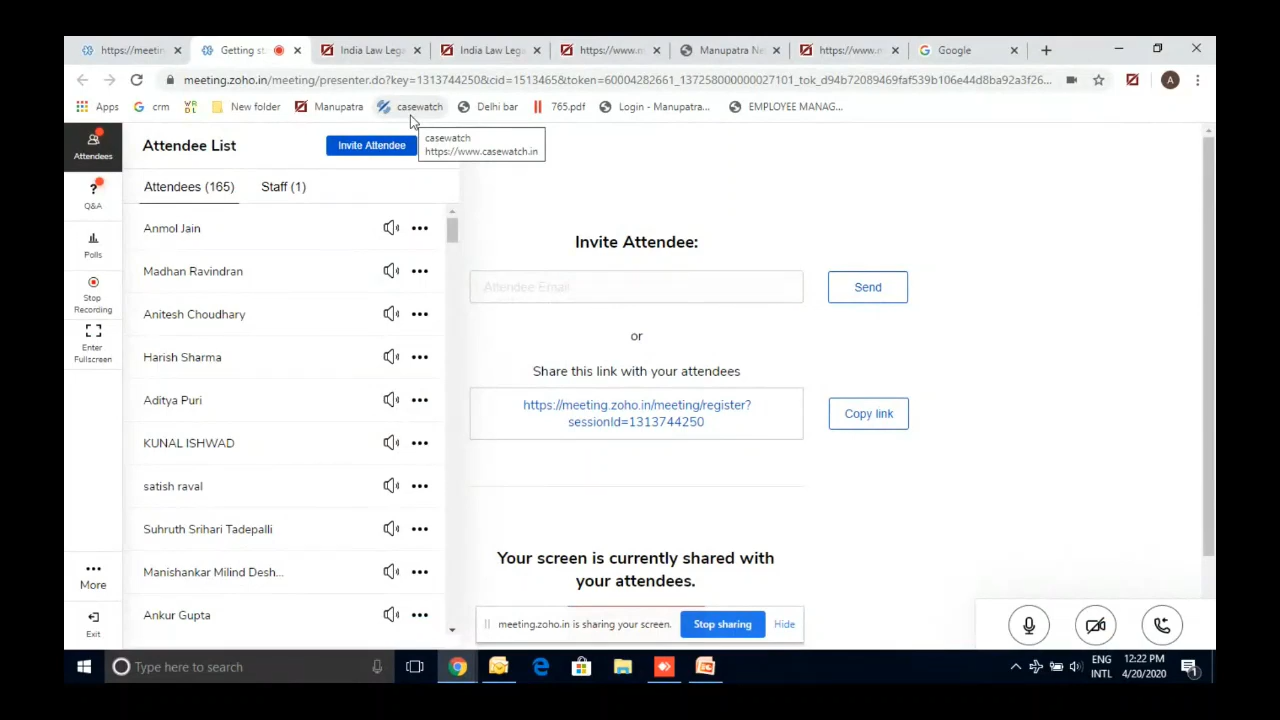 https://meetin
Getting st
India Law Lega
India Law Lega
https://www.m
Manupatra Ne
https://www.m
Google
meeting.zoho.in/meeting/presenter.do?key=1313744250&cid=1513465&token=60004282661_137258000000027101_tok_d94b72089469faf539b106e44d8ba92a3f26...
A
Apps
crm
New folder
Manupatra
casewatch
Delhi bar
765.pdf
Login - Manupatra...
EMPLOYEE MANAG...
casewatch
https://www.casewatch.in
Attendees
Q&A
Polls
Stop
Recording
Enter
Fullscreen
More
Exit
Attendee List
Invite Attendee
Attendees (165)
Staff (1)
Anmol Jain
Madhan Ravindran
Anitesh Choudhary
Harish Sharma
Aditya Puri
KUNAL ISHWAD
satish raval
Suhruth Srihari Tadepalli
Manishankar Milind Desh...
Ankur Gupta
Invite Attendee:
Attendee Email
Send
or
Share this link with your attendees
https://meeting.zoho.in/meeting/register?
sessionId=1313744250
Copy link
Your screen is currently shared with
your attendees.
meeting.zoho.in is sharing your screen.
Stop sharing
Hide
Type here to search
ENG
INTL
12:22 PM
4/20/2020
1